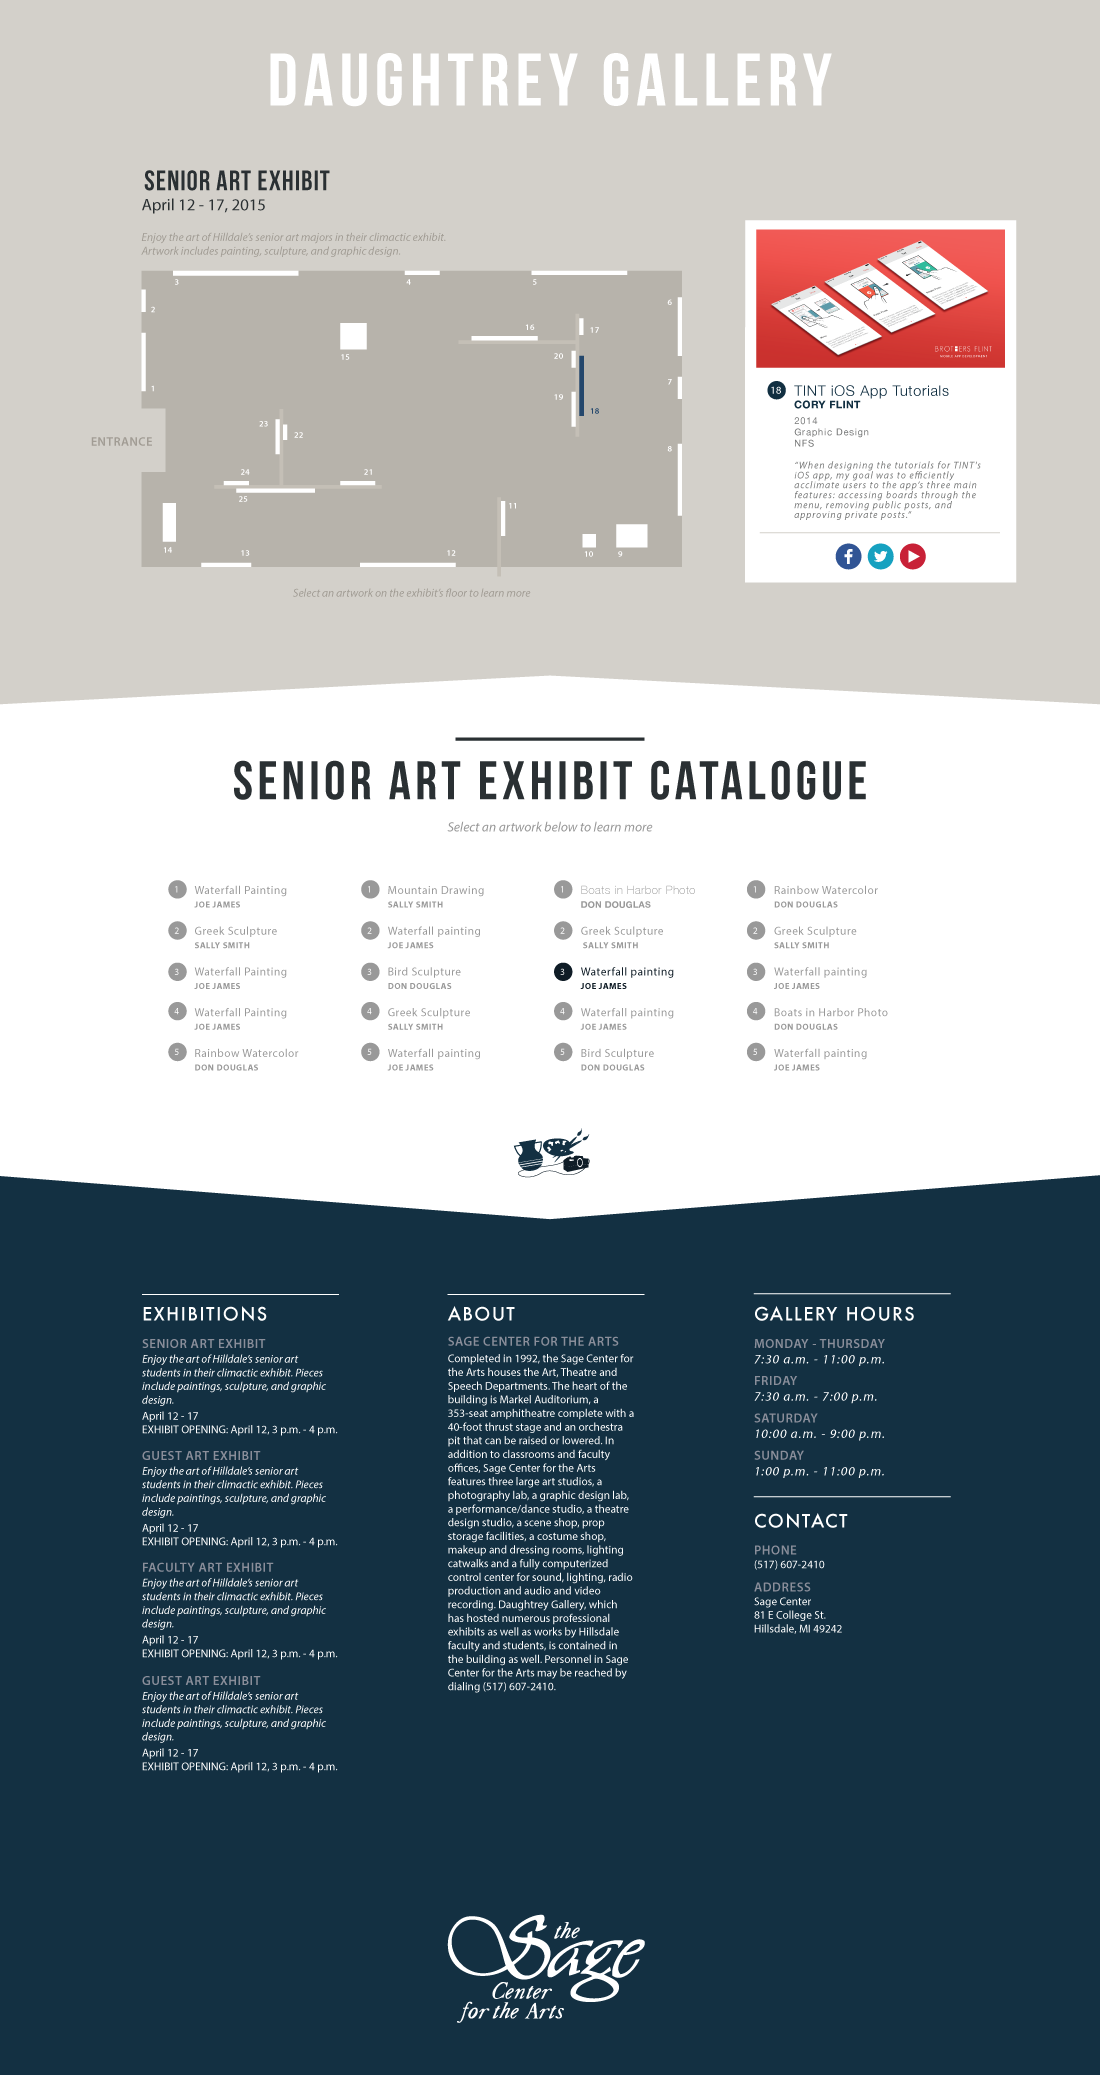 DAUGHTREY GALLERY
SENIOR ART EXHIBIT
April 12 - 17, 2015
Enjoy the art of Hilldale's senior art majors in their climactic exhibit.
Artwork includes painting, sculpture, and graphic design.
3
4
5
2
6
16
17
15
20
1
7
19
18
23
22
ENTRANCE
8
24
21
25
11
14
13
12
10
9
Select an artwork on the exhibit's floor to learn more
BROTHERS FLINT
MOBILE APP DEVELOPMENT
18 TINT iOS App Tutorials
CORY FLINT
2014
Graphic Design
NFS
"When designing the tutorials for TINT's
iOS app, my goal was to efficiently
acclimate users to the app's three main
features: accessing boards through the
menu, removing public posts, and
approving private posts."
SENIOR ART EXHIBIT CATALOGUE
Select an artwork below to learn more
1 Waterfall Painting
JOE JAMES
2 Greek Sculpture
SALLY SMITH
3 Waterfall Painting
JOE JAMES
4 Waterfall Painting
JOE JAMES
5 Rainbow Watercolor
DON DOUGLAS
1 Mountain Drawing
SALLY SMITH
2 Waterfall painting
JOE JAMES
3 Bird Sculpture
DON DOUGLAS
4 Greek Sculpture
SALLY SMITH
5 Waterfall painting
JOE JAMES
1 Boats in Harbor Photo
DON DOUGLAS
2 Greek Sculpture
SALLY SMITH
3 Waterfall painting
JOE JAMES
4 Waterfall painting
JOE JAMES
5 Bird Sculpture
DON DOUGLAS
1 Rainbow Watercolor
DON DOUGLAS
2 Greek Sculpture
SALLY SMITH
3 Waterfall painting
JOE JAMES
4 Boats in Harbor Photo
DON DOUGLAS
5 Waterfall painting
JOE JAMES
EXHIBITIONS
SENIOR ART EXHIBIT
Enjoy the art of Hilldale's senior art
students in their climactic exhibit. Pieces
include paintings, sculpture, and graphic
design.
April 12 - 17
EXHIBIT OPENING: April 12, 3 p.m. - 4 p.m.
GUEST ART EXHIBIT
Enjoy the art of Hilldale's senior art
students in their climactic exhibit. Pieces
include paintings, sculpture, and graphic
design.
April 12 - 17
EXHIBIT OPENING: April 12, 3 p.m. - 4 p.m.
FACULTY ART EXHIBIT
Enjoy the art of Hilldale's senior art
students in their climactic exhibit. Pieces
include paintings, sculpture, and graphic
design.
April 12 - 17
EXHIBIT OPENING: April 12, 3 p.m. - 4 p.m.
GUEST ART EXHIBIT
Enjoy the art of Hilldale's senior art
students in their climactic exhibit. Pieces
include paintings, sculpture, and graphic
design.
April 12 - 17
EXHIBIT OPENING: April 12, 3 p.m. - 4 p.m.
ABOUT
SAGE CENTER FOR THE ARTS
Completed in 1992, the Sage Center for
the Arts houses the Art, Theatre and
Speech Departments. The heart of the
building is Markel Auditorium, a
353-seat amphitheatre complete with a
40-foot thrust stage and an orchestra
pit that can be raised or lowered. In
addition to classrooms and faculty
offices, Sage Center for the Arts
features three large art studios, a
photography lab, a graphic design lab,
a performance/dance studio, a theatre
design studio, a scene shop, prop
storage facilities, a costume shop,
makeup and dressing rooms, lighting
catwalks and a fully computerized
control center for sound, lighting, radio
production and audio and video
recording. Daughtrey Gallery, which
has hosted numerous professional
exhibits as well as works by Hillsdale
faculty and students, is contained in
the building as well. Personnel in Sage
Center for the Arts may be reached by
dialing (517) 607-2410.
GALLERY HOURS
MONDAY - THURSDAY
7:30 a.m. - 11:00 p.m.
FRIDAY
7:30 a.m. - 7:00 p.m.
SATURDAY
10:00 a.m. - 9:00 p.m.
SUNDAY
1:00 p.m. - 11:00 p.m.
CONTACT
PHONE
(517) 607-2410
ADDRESS
Sage Center
81 E College St.
Hillsdale, MI 49242
the
Sage
Center
for the Arts